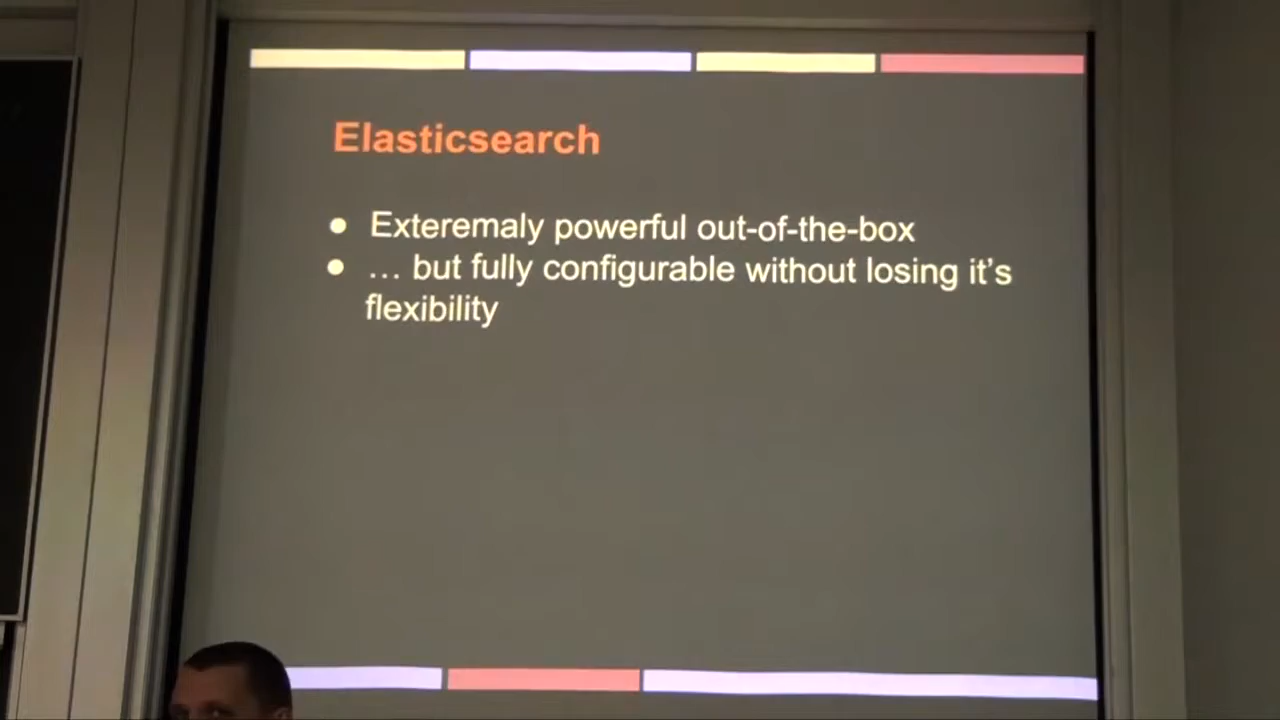 Elasticsearch
● Exteremaly powerful out-of-the-box
● … but fully configurable without losing it's
flexibility